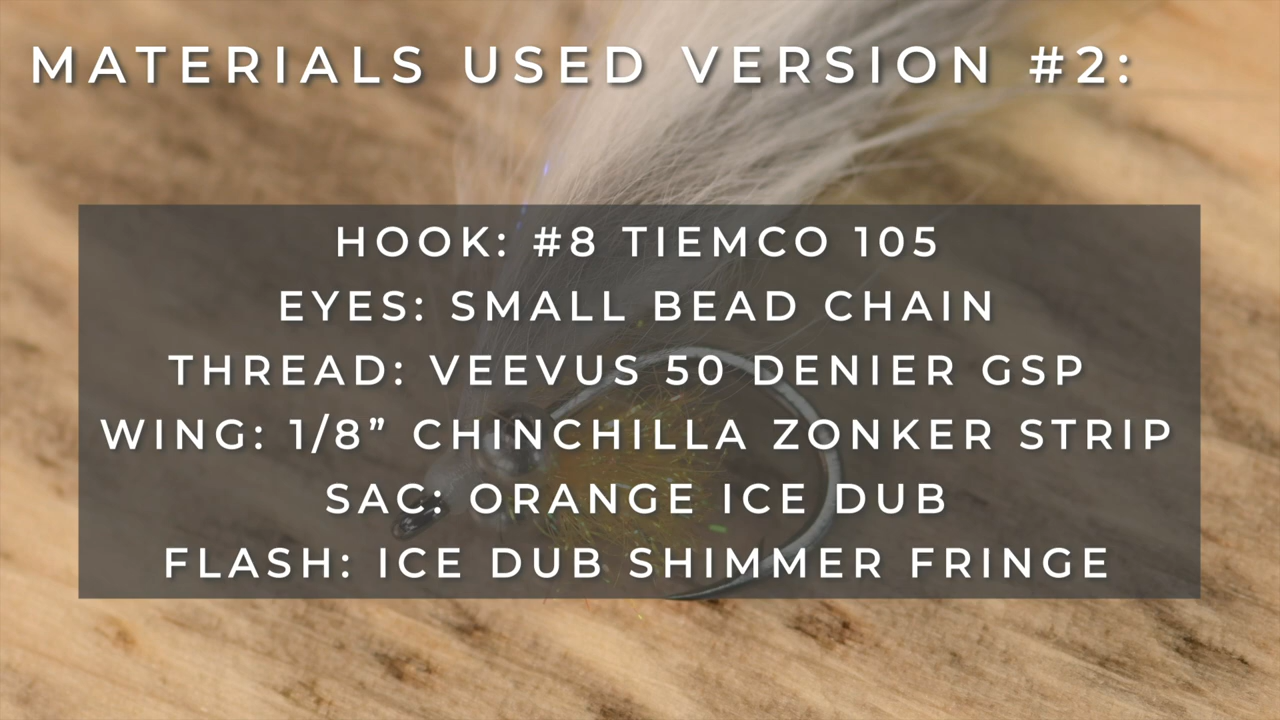 MATERIALS USED VERSION #2:
HOOK: #8 TIEMCO 105
EYES: SMALL BEAD CHAIN
THREAD: VEEVUS 50 DENIER GSP
WING: 1/8” CHINCHILLA ZONKER STRIP
SAC: ORANGE ICE DUB
FLASH: ICE DUB SHIMMER FRINGE